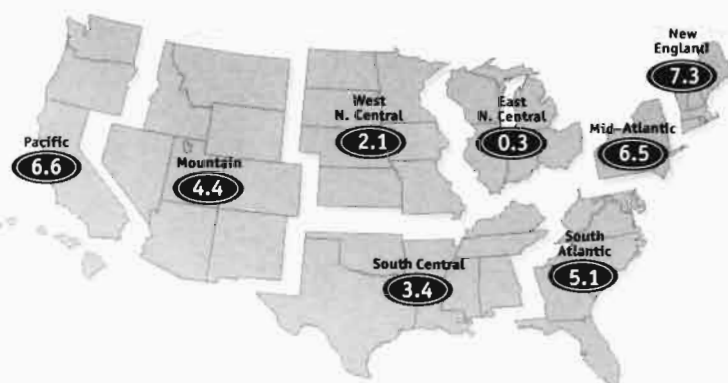 New
England
7.3
West
N. Central
2.1
East
N. Central
0.3
Mid-Atlantic
6.5
Pacific
6.6
Mountain
4.4
South Central
3.4
South
Atlantic
5.1